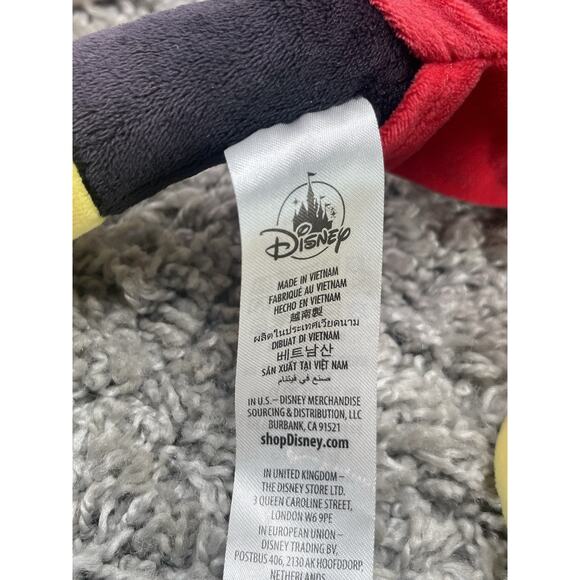 Disney
MADE IN VIETNAM
FABRIQUÉ AU VIETNAM
HECHO EN VIETNAM
越南製
ผลิตในประเทศเวียดนาม
DIBUAT DI VIETNAM
베트남산
SẢN XUẤT TẠI VIỆT NAM
صنع في فيتنام
IN U.S. – DISNEY MERCHANDISE
SOURCING & DISTRIBUTION, LLC
BURBANK, CA 91521
shopDisney.com
IN UNITED KINGDOM –
THE DISNEY STORE LTD.
3 QUEEN CAROLINE STREET,
LONDON W6 9PE
IN EUROPEAN UNION –
DISNEY TRADING BV,
POSTBUS 406, 2130 AK HOOFDDORP,
NETHERLANDS